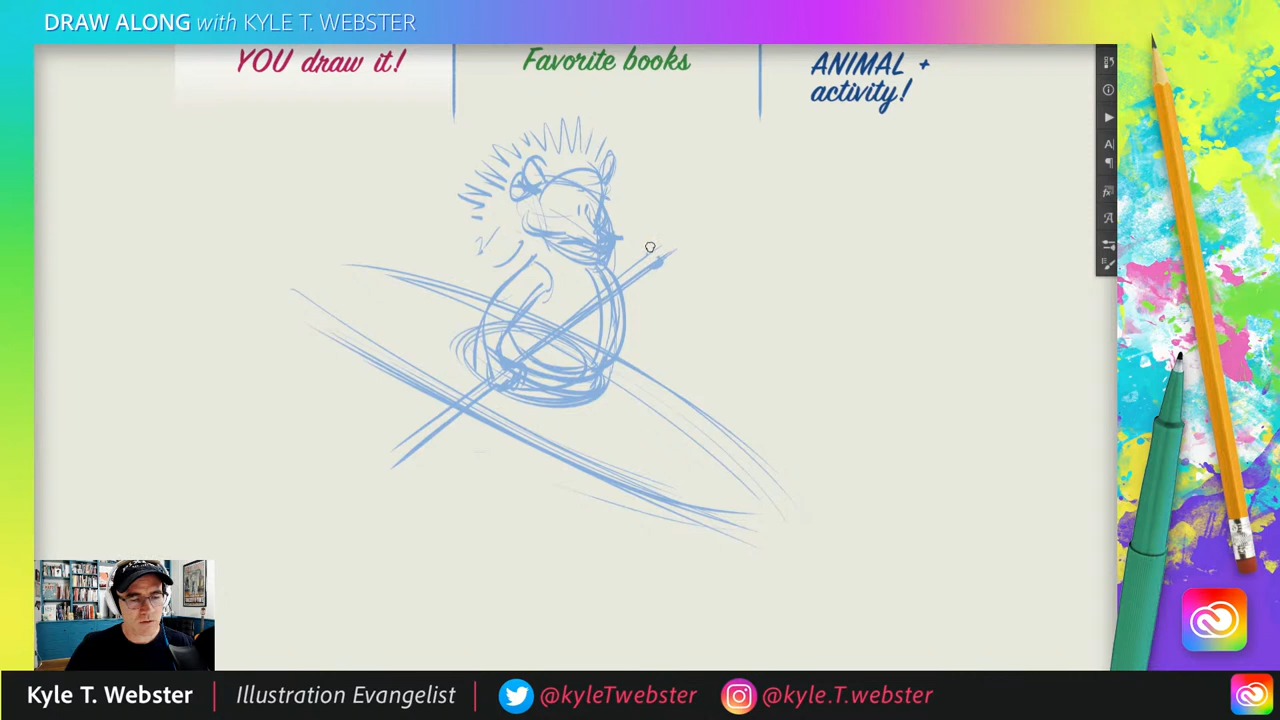 DRAW ALONG with KYLE T. WEBSTER
YOU draw it!
Favorite books
ANIMAL +
activity!
Kyle T. Webster | Illustration Evangelist | @kyleTwebster @kyle.T.webster